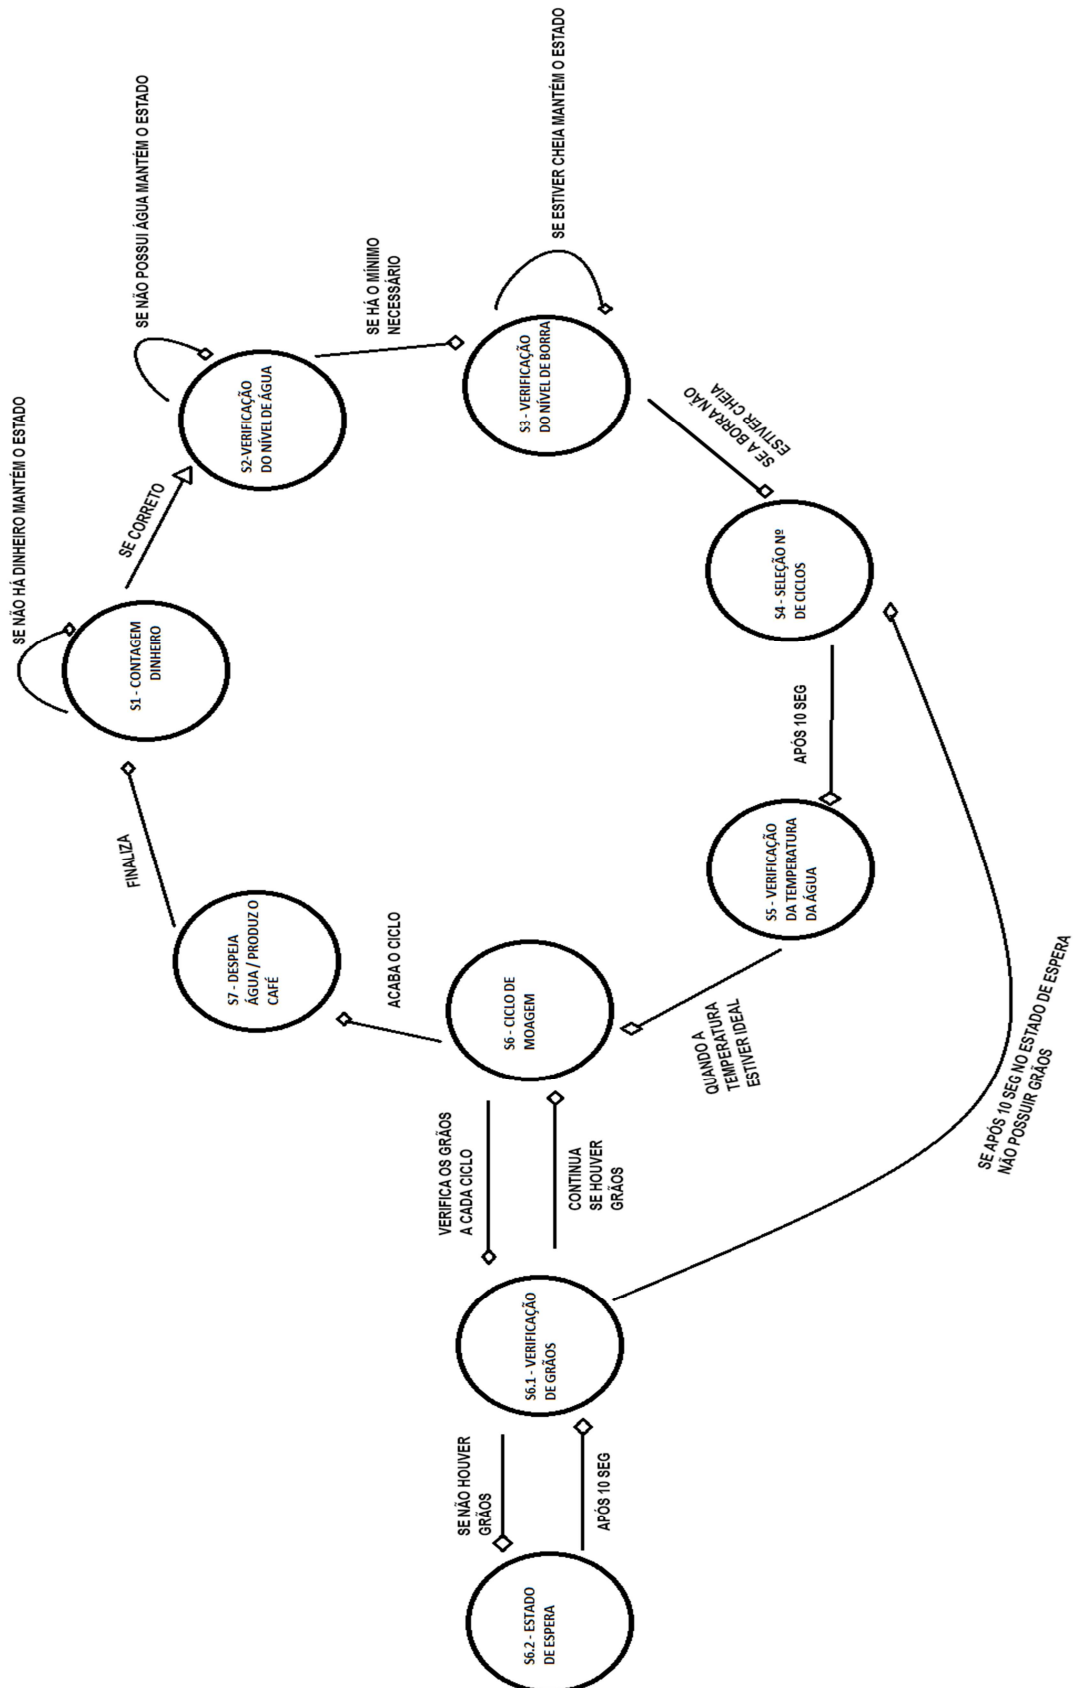 SE NÃO HÁ DINHEIRO MANTÉM O ESTADO
S1 - CONTAGEM
DINHEIRO
SE CORRETO
SE NÃO POSSUI ÁGUA MANTÉM O ESTADO
S2-VERIFICAÇÃO
DO NÍVEL DE ÁGUA
SE HÁ O MÍNIMO
NECESSÁRIO
SE ESTIVER CHEIA MANTÉM O ESTADO
S3 - VERIFICAÇÃO
DO NÍVEL DE BORRA
SE A BORRA NÃO
ESTIVER CHEIA
S4 - SELEÇÃO Nº
DE CICLOS
APÓS 10 SEG
S5 - VERIFICAÇÃO
DA TEMPERATURA
DA ÁGUA
QUANDO A
TEMPERATURA
ESTIVER IDEAL
S6 - CICLO DE
MOAGEM
ACABA O CICLO
S7 - DESPEJA
ÁGUA / PRODUZ O
CAFÉ
FINALIZA
VERIFICA OS GRÃOS
A CADA CICLO
CONTINUA
SE HOUVER
GRÃOS
S6.1 - VERIFICAÇÃO
DE GRÃOS
SE NÃO HOUVER
GRÃOS
APÓS 10 SEG
S6.2 - ESTADO
DE ESPERA
SE APÓS 10 SEG NO ESTADO DE ESPERA
NÃO POSSUIR GRÃOS